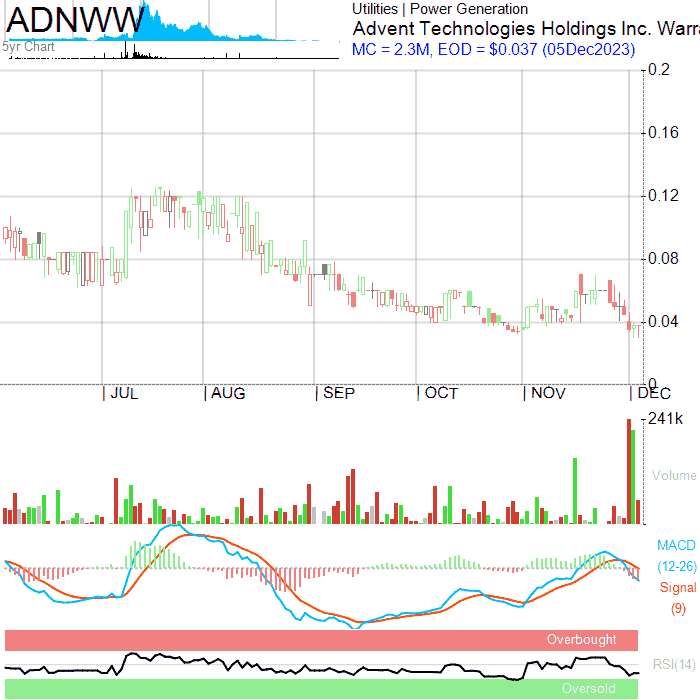 ADNWW
5yr Chart
Utilities | Power Generation
Advent Technologies Holdings Inc. Warra
MC = 2.3M, EOD = $0.037 (05Dec2023)
0.2
0.16
0.12
0.08
0.04
0
JUL AUG SEP OCT NOV DEC
241k
Volume
MACD
(12-26)
Signal
(9)
Overbought
RSI(14)
Oversold